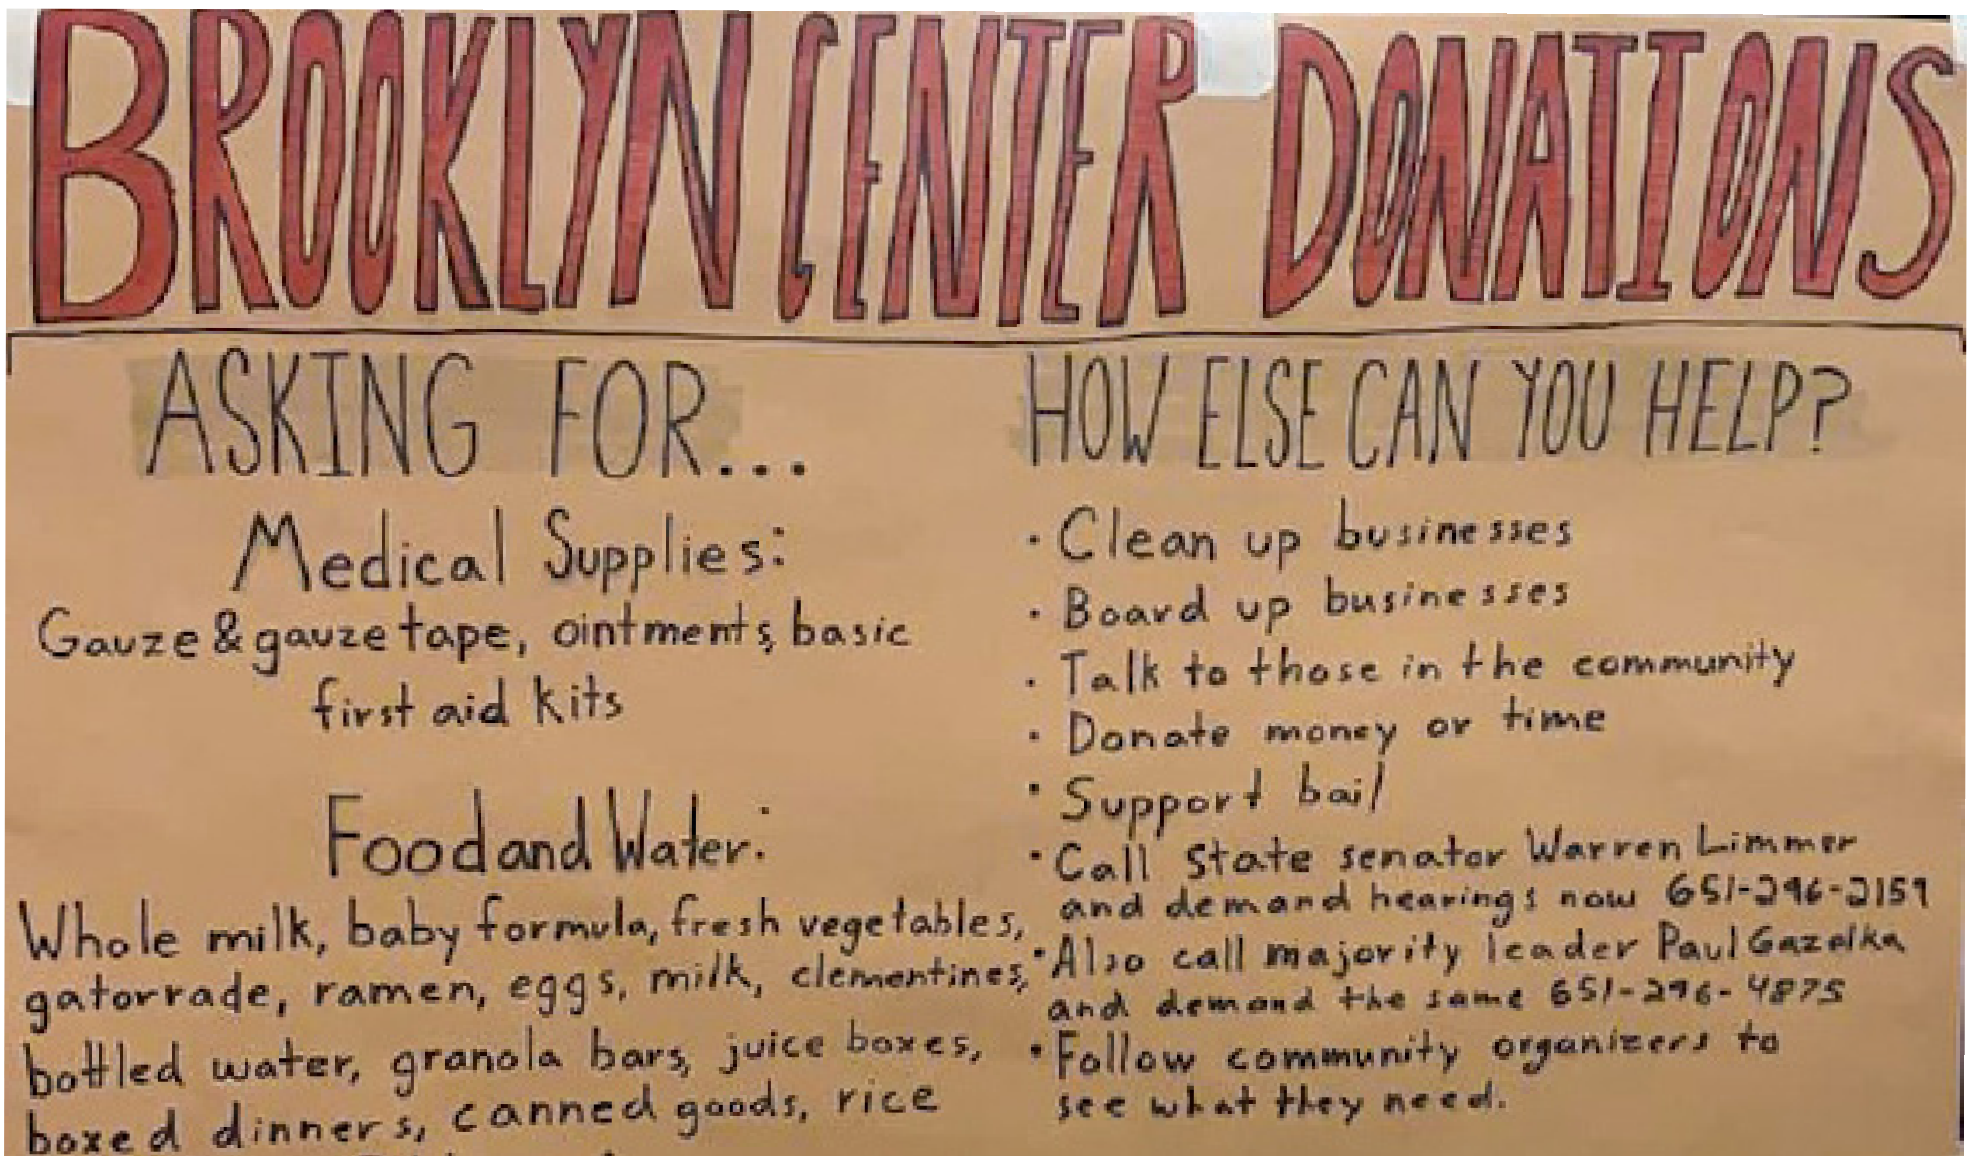 BROOKLYN CENTER DONATIONS
ASKING FOR...
Medical Supplies:
Gauze & gauze tape, ointments, basic
first aid kits
Food and Water:
Whole milk, baby formula, fresh vegetables,
gatorrade, ramen, eggs, milk, clementines,
bottled water, granola bars, juice boxes,
boxed dinners, canned goods, rice
HOW ELSE CAN YOU HELP?
• Clean up businesses
• Board up businesses
• Talk to those in the community
• Donate money or time
• Support bail
• Call state senator Warren Limmer
and demand hearings now 651-296-2159
• Also call majority leader Paul Gazelka
and demand the same 651-296-4875
• Follow community organizers to
see what they need.